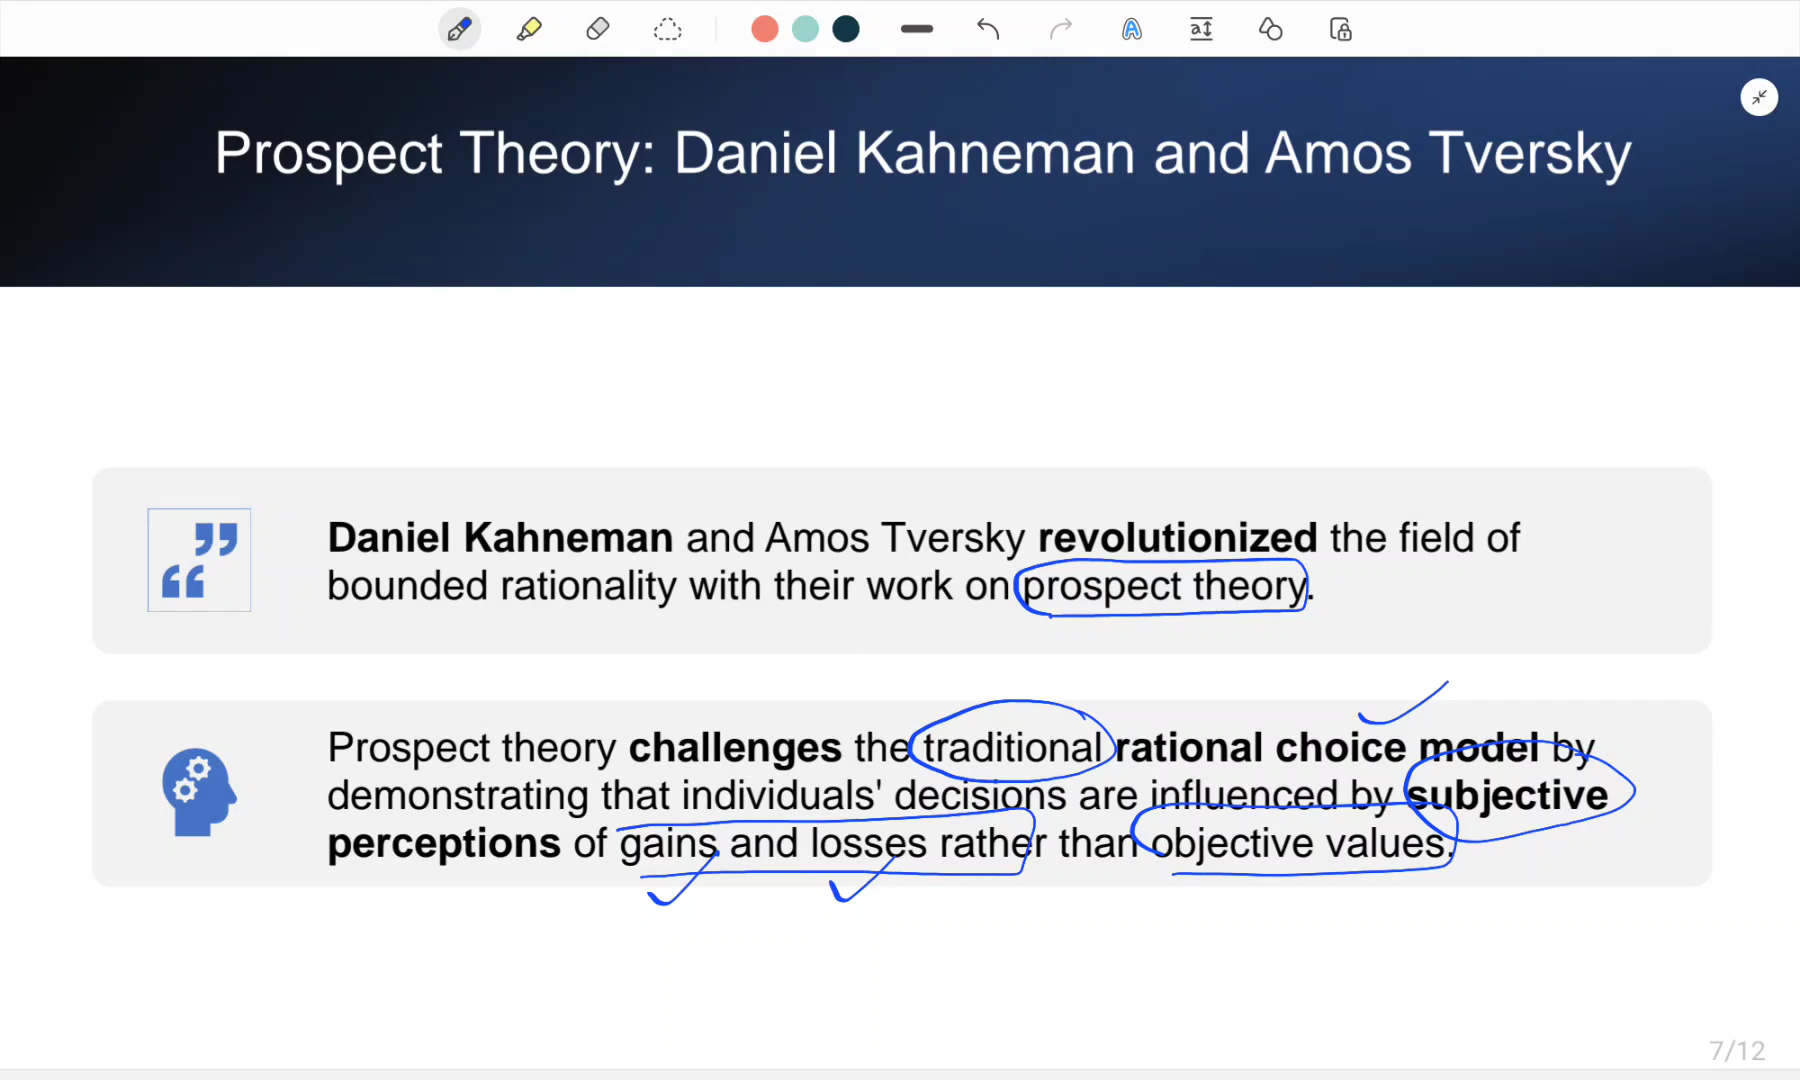 Prospect Theory: Daniel Kahneman and Amos Tversky
Daniel Kahneman and Amos Tversky revolutionized the field of
bounded rationality with their work on prospect theory.
Prospect theory challenges the traditional rational choice model by
demonstrating that individuals' decisions are influenced by subjective
perceptions of gains and losses rather than objective values.
7/12